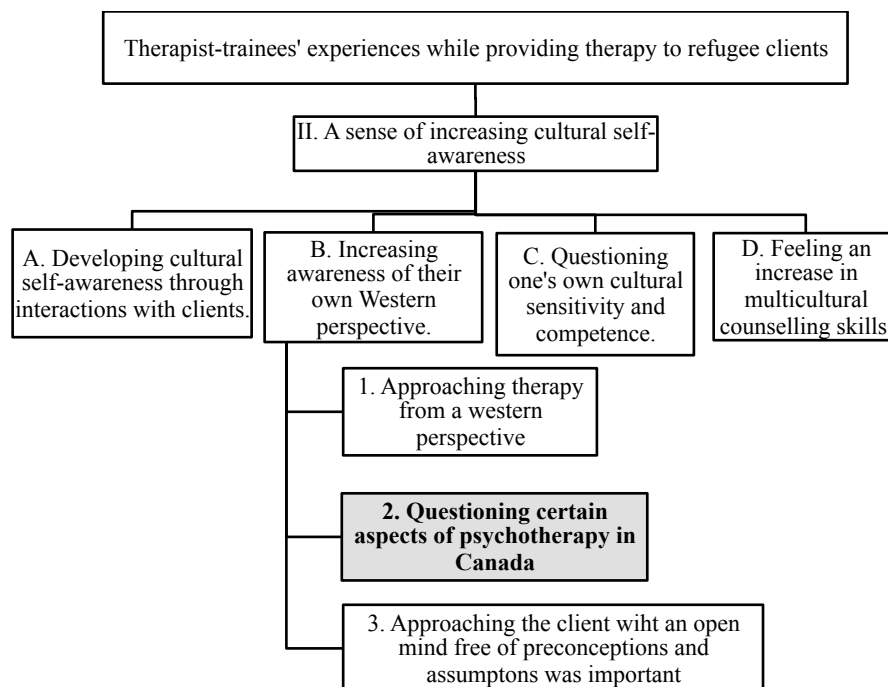 Therapist-trainees' experiences while providing therapy to refugee clients
II. A sense of increasing cultural self-
awareness
A. Developing cultural
self-awareness through
interactions with clients.
B. Increasing
awareness of their
own Western
perspective.
C. Questioning
one's own cultural
sensitivity and
competence.
D. Feeling an
increase in
multicultural
counselling skills
1. Approaching therapy
from a western
perspective
2. Questioning certain
aspects of psychotherapy in
Canada
3. Approaching the client wiht an open
mind free of preconceptions and
assumptons was important